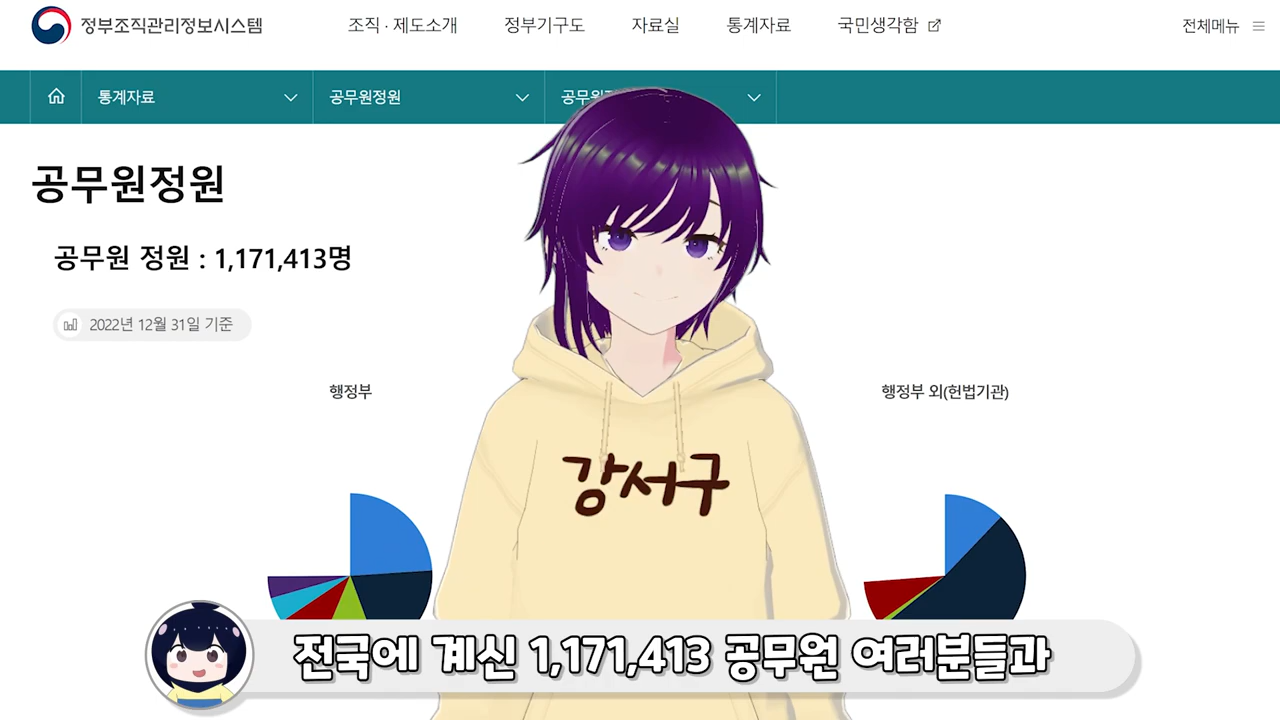 정부조직관리정보시스템
조직 · 제도소개
정부기구도
자료실
통계자료
국민생각함
전체메뉴
통계자료
공무원정원
공무원정원
공무원 정원 : 1,171,413명
2022년 12월 31일 기준
행정부
행정부 외(헌법기관)
강서구
전국에 계신 1,171,413 공무원 여러분들과